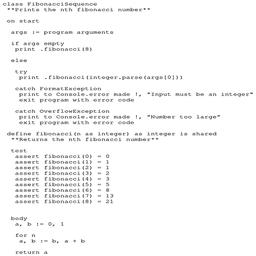 class FibonacciSequence
**Prints the nth fibonacci number**
on start
args := program arguments
if args empty
print .fibonacci(8)
else
try
print .fibonacci(integer.parse(args[0]))
catch FormatException
print to Console.error made !, "Input must be an integer"
exit program with error code
catch OverflowException
print to Console.error made !, "Number too large"
exit program with error code
define fibonacci(n as integer) as integer is shared
**Returns the nth fibonacci number**
test
assert fibonacci(0) = 0
assert fibonacci(1) = 1
assert fibonacci(2) = 1
assert fibonacci(3) = 2
assert fibonacci(4) = 3
assert fibonacci(5) = 5
assert fibonacci(6) = 8
assert fibonacci(7) = 13
assert fibonacci(8) = 21
body
a, b := 0, 1
for n
a, b := b, a + b
return a